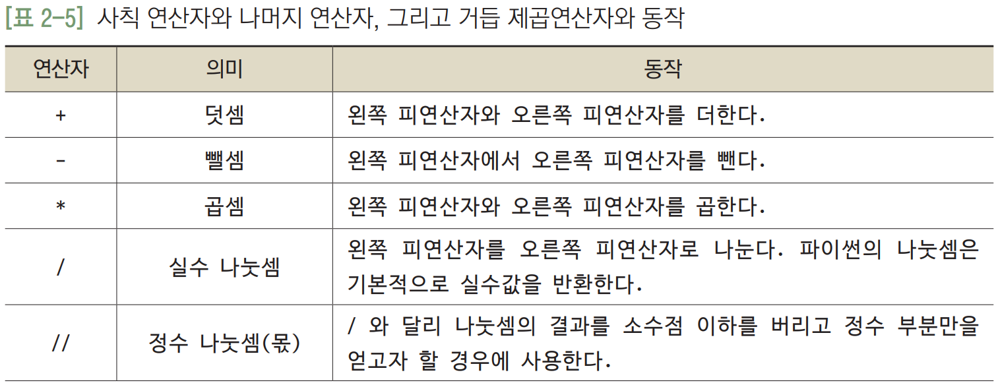 [표 2-5] 사칙 연산자와 나머지 연산자, 그리고 거듭 제곱연산자와 동작
연산자 의미 동작
+ 덧셈 왼쪽 피연산자와 오른쪽 피연산자를 더한다.
- 뺄셈 왼쪽 피연산자에서 오른쪽 피연산자를 뺀다.
* 곱셈 왼쪽 피연산자와 오른쪽 피연산자를 곱한다.
/ 실수 나눗셈 왼쪽 피연산자를 오른쪽 피연산자로 나눈다. 파이썬의 나눗셈은
기본적으로 실수값을 반환한다.
// 정수 나눗셈(몫) / 와 달리 나눗셈의 결과를 소수점 이하를 버리고 정수 부분만을
얻고자 할 경우에 사용한다.